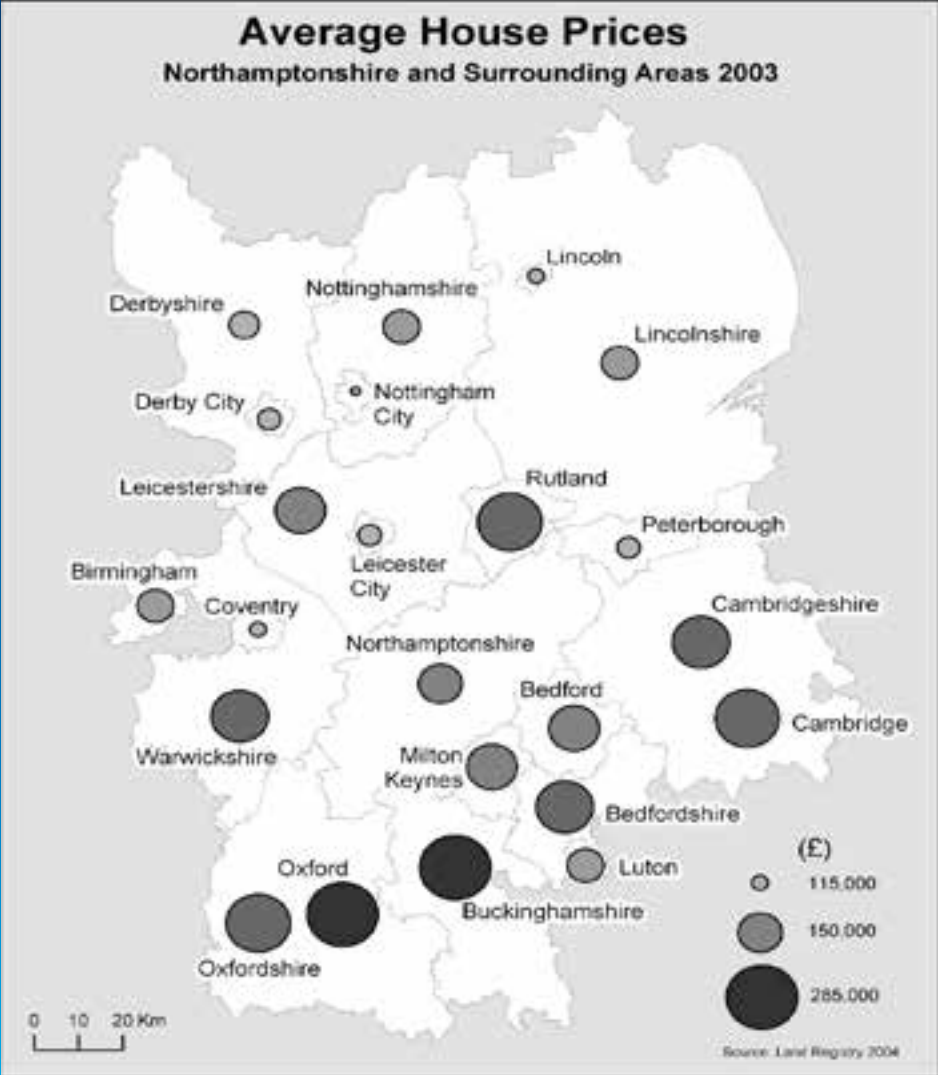 Average House Prices
Northamptonshire and Surrounding Areas 2003
Lincoln
Nottinghamshire
Derbyshire
Lincolnshire
Nottingham
City
Derby City
Rutland
Leicestershire
Peterborough
Leicester
City
Birmingham
Coventry
Cambridgeshire
Northamptonshire
Bedford
Cambridge
Milton
Keynes
Warwickshire
Bedfordshire
(£)
Oxford
Luton
115,000
Buckinghamshire
150.000
Oxfordshire
285.000
0 10 20 Km
Source: Land Registry 2004